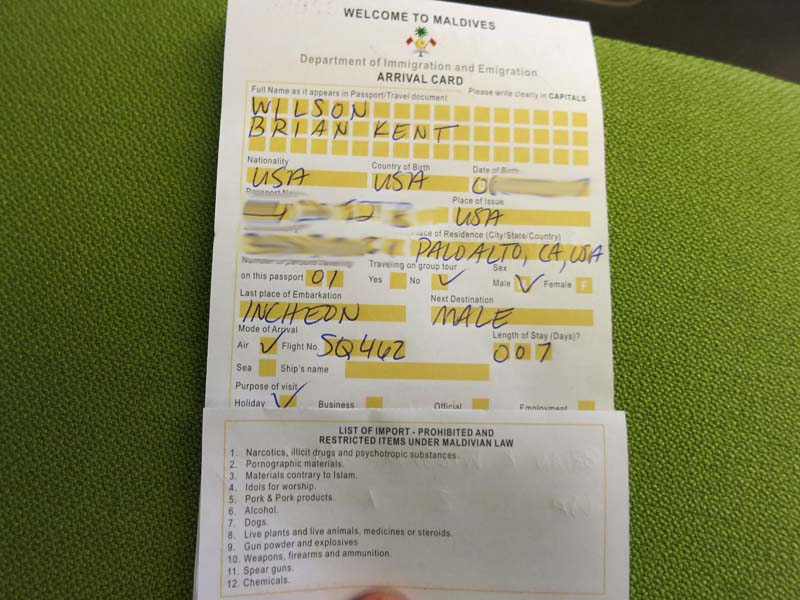 WELCOME TO MALDIVES
Department of Immigration and Emigration
ARRIVAL CARD
Full Name as it appears in Passport/Travel document Please write clearly in CAPITALS
WILSON
BRIAN KENT
Nationality Country of Birth Date of Birth
USA USA
Place of Issue
USA
of Residence (City/State/Country)
PALO ALTO, CA, USA
Traveling on group tour Sex
on this passport 01 Yes No Male Female F
Last place of Embarkation Next Destination
INCHEON MALE
Mode of Arrival Length of Stay (Days)?
Air Flight No. SQ462 007
Sea Ship's name
Purpose of visit
Holiday Business Official Employment
LIST OF IMPORT - PROHIBITED AND
RESTRICTED ITEMS UNDER MALDIVIAN LAW
1. Narcotics, illicit drugs and psychotropic substances.
2. Pornographic materials.
3. Materials contrary to Islam.
4. Idols for worship.
5. Pork & Pork products.
6. Alcohol.
7. Dogs.
8. Live plants and live animals, medicines or steroids.
9. Gun powder and explosives
10. Weapons, firearms and ammunition.
11. Spear guns.
12. Chemicals.